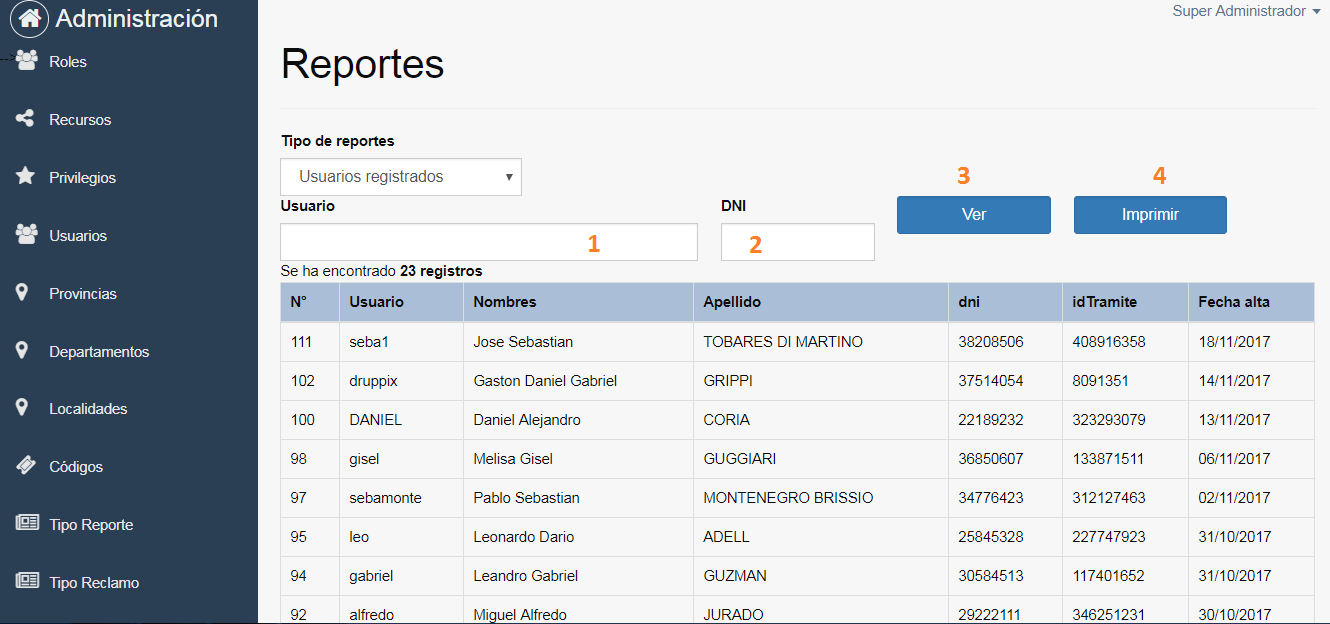 Administración
Super Administrador
Roles
Recursos
Privilegios
Usuarios
Provincias
Departamentos
Localidades
Códigos
Tipo Reporte
Tipo Reclamo
Reportes
Tipo de reportes
Usuarios registrados
3
4
Usuario
DNI
Ver
Imprimir
1
2
Se ha encontrado 23 registros
N° Usuario Nombres Apellido dni idTramite Fecha alta
111 seba1 Jose Sebastian TOBARES DI MARTINO 38208506 408916358 18/11/2017
102 druppix Gaston Daniel Gabriel GRIPPI 37514054 8091351 14/11/2017
100 DANIEL Daniel Alejandro CORIA 22189232 323293079 13/11/2017
98 gisel Melisa Gisel GUGGIARI 36850607 133871511 06/11/2017
97 sebamonte Pablo Sebastian MONTENEGRO BRISSIO 34776423 312127463 02/11/2017
95 leo Leonardo Dario ADELL 25845328 227747923 31/10/2017
94 gabriel Leandro Gabriel GUZMAN 30584513 117401652 31/10/2017
92 alfredo Miguel Alfredo JURADO 29222111 346251231 30/10/2017